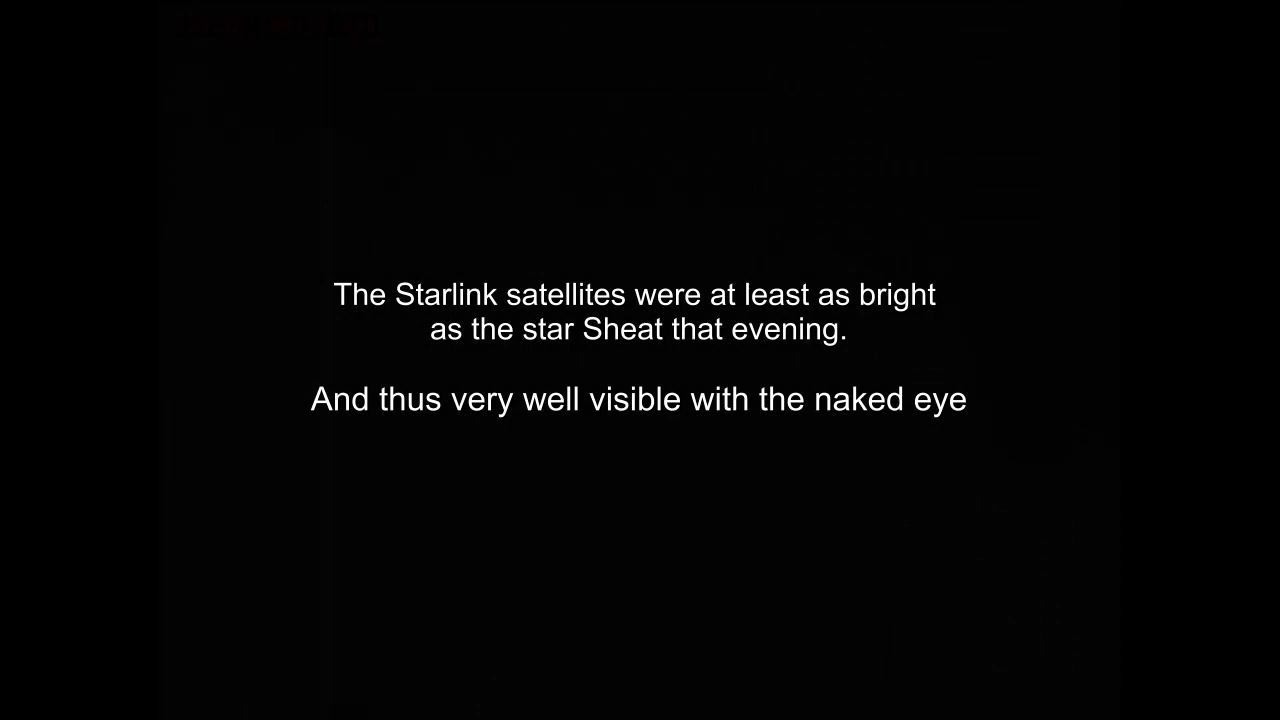 The Starlink satellites were at least as bright
as the star Sheat that evening.
And thus very well visible with the naked eye